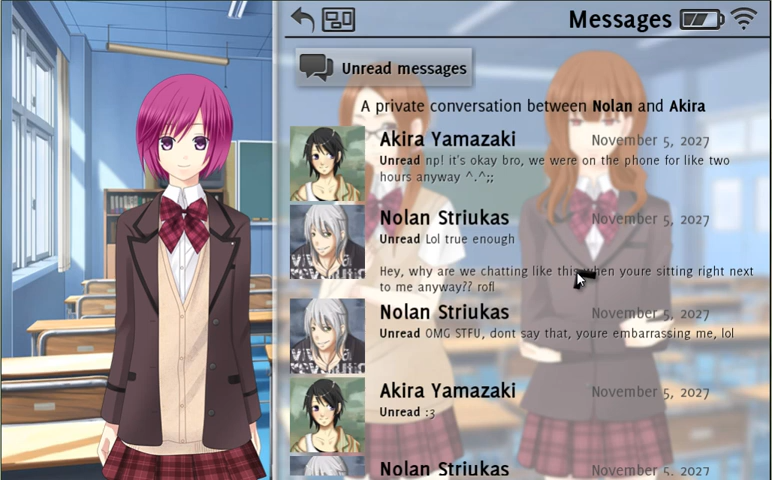 Messages
Unread messages
A private conversation between Nolan and Akira
Akira Yamazaki November 5, 2027
Unread np! it's okay bro, we were on the phone for like two
hours anyway ^.^;;
Nolan Striukas November 5, 2027
Unread Lol true enough
Hey, why are we chatting like this when youre sitting right next
to me anyway?? rofl
Nolan Striukas November 5, 2027
Unread OMG STFU, dont say that, youre embarrassing me, lol
Akira Yamazaki November 5, 2027
Unread :3
Nolan Striukas November 5, 2027